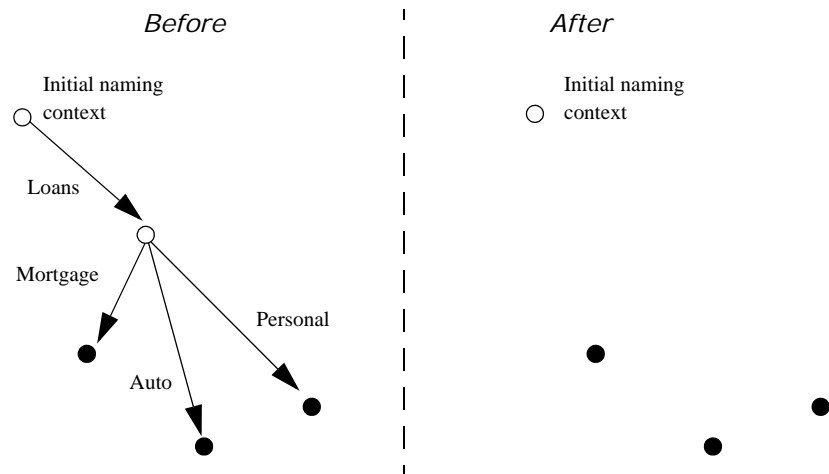 Before
Initial naming
context
Loans
Mortgage
Personal
Auto
After
Initial naming
context